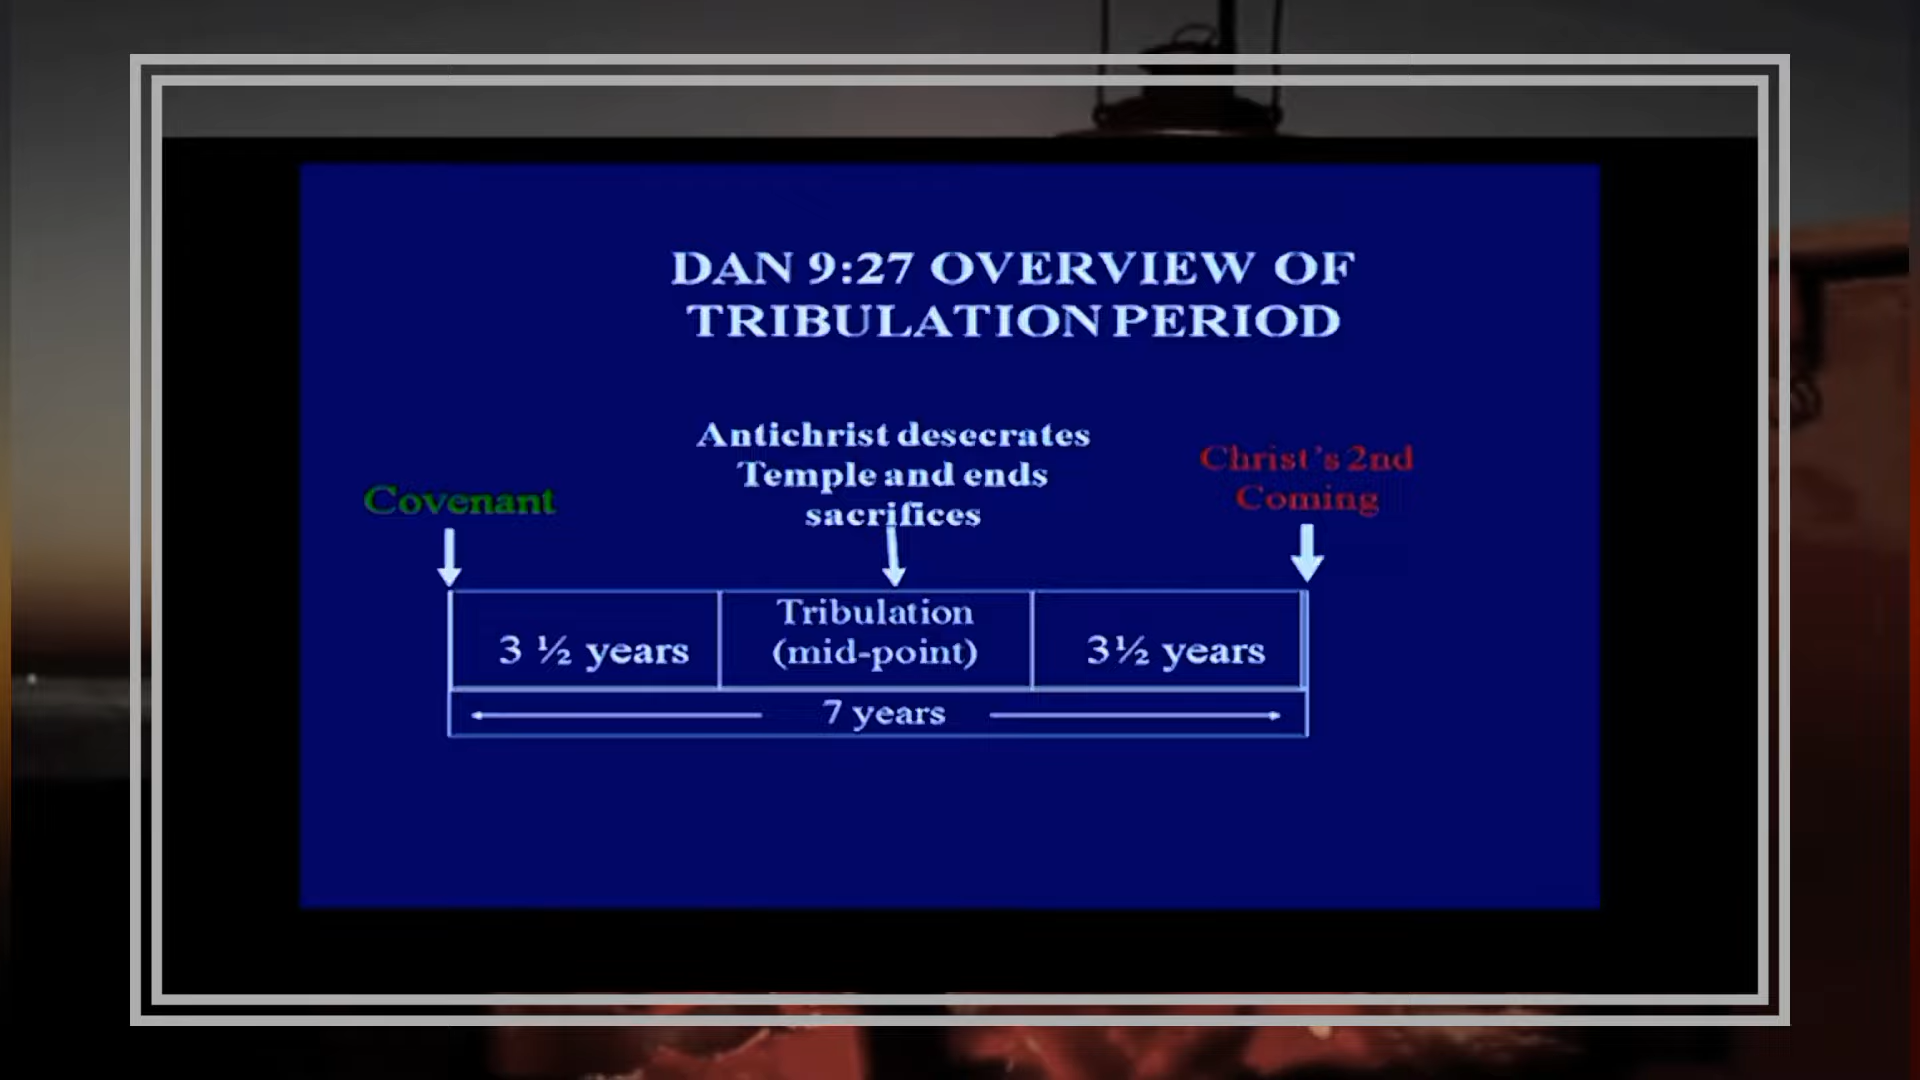 DAN 9:27 OVERVIEW OF
TRIBULATION PERIOD
Antichrist desecrates
Temple and ends
sacrifices
Christ's 2nd
Coming
Covenant
3 ½ years
Tribulation
(mid-point)
3½ years
7 years